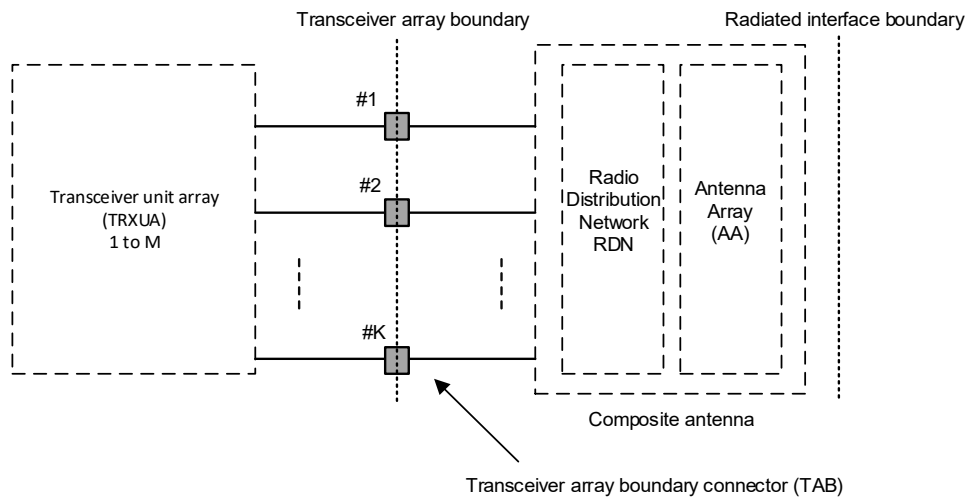 Transceiver array boundary
Radiated interface boundary
#1
#2
#K
Transceiver unit array
(TRXUA)
1 to M
Radio
Distribution
Network
RDN
Antenna
Array
(AA)
Composite antenna
Transceiver array boundary connector (TAB)